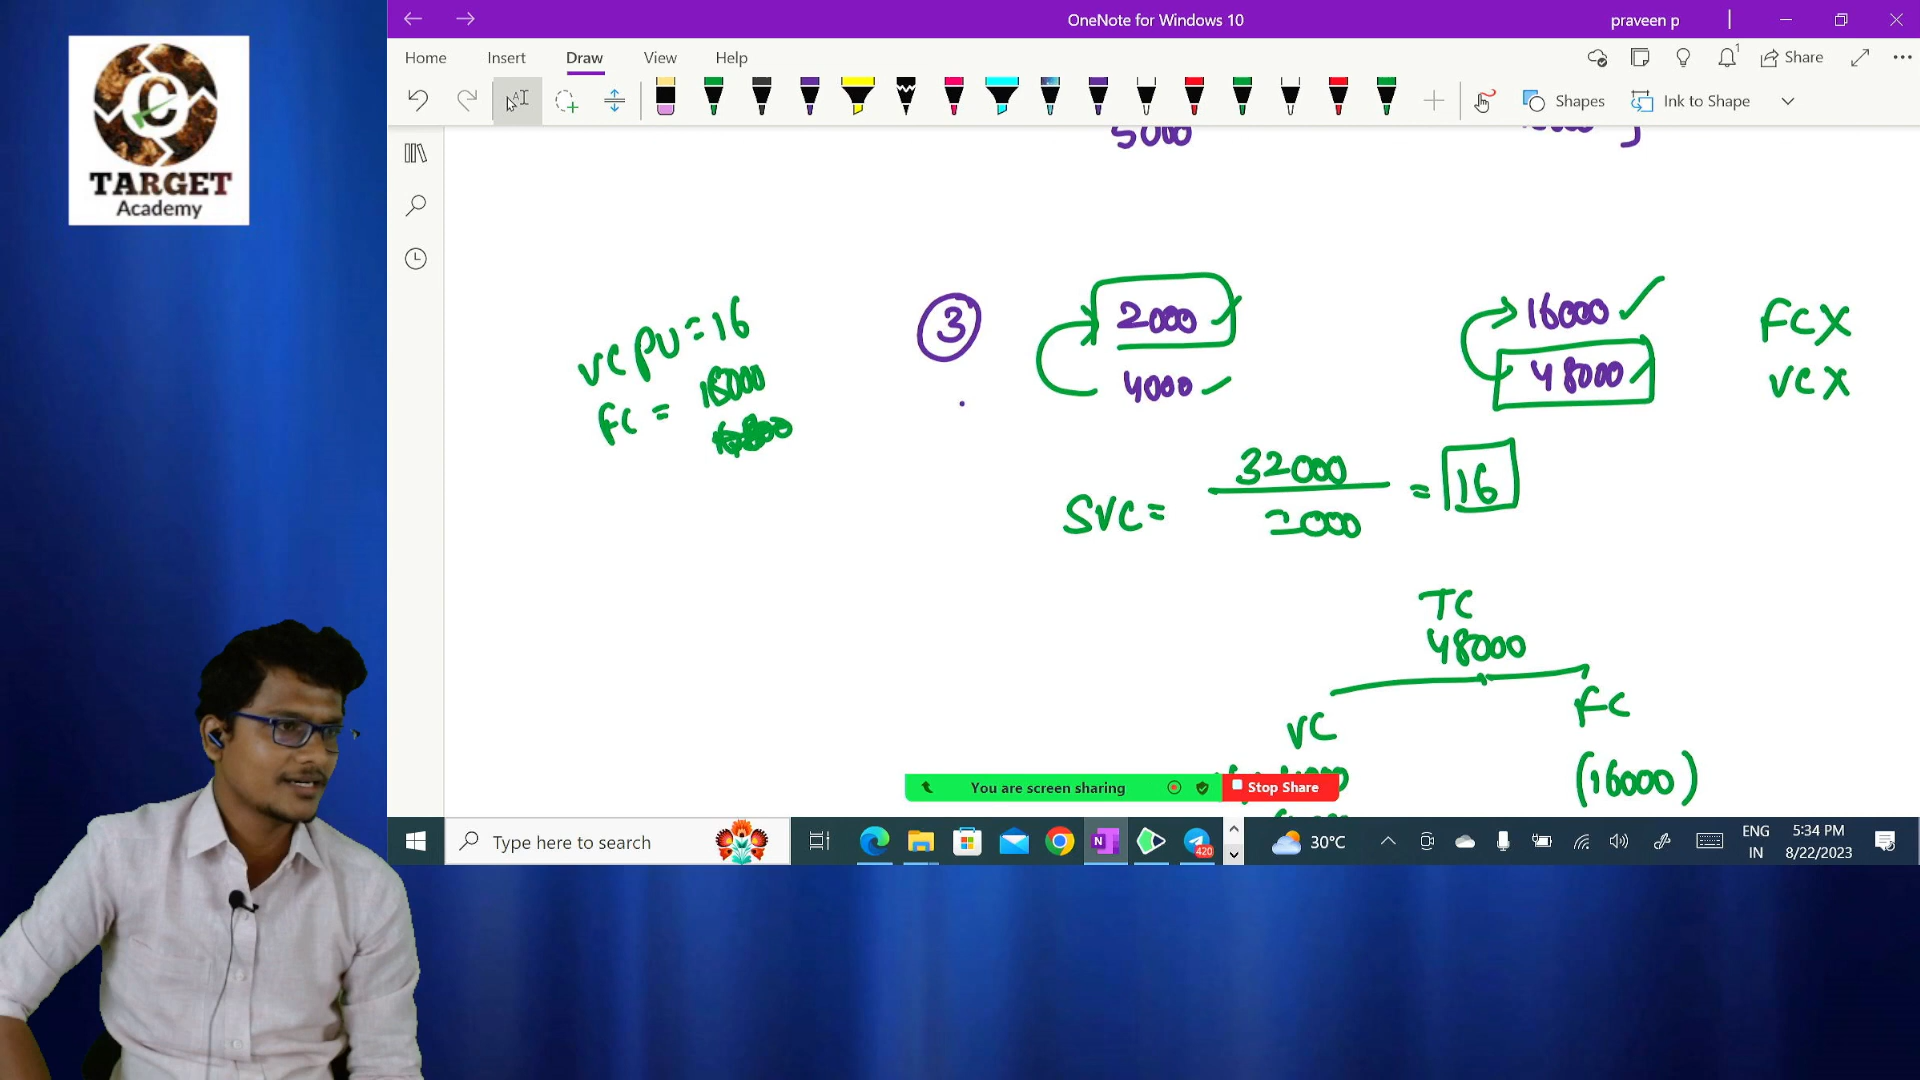 OneNote for Windows 10
praveen p
Home Insert Draw View Help
Share
Shapes
Ink to Shape
TARGET
Academy
5000
VC PU = 16
FC = 18000
3
2000
4000
16000
48000
FC X
VC X
SVC = 32000
2000
= 16
TC
48000
VC
FC
(16000)
You are screen sharing
Stop Share
Type here to search
420
30°C
ENG
IN
5:34 PM
8/22/2023